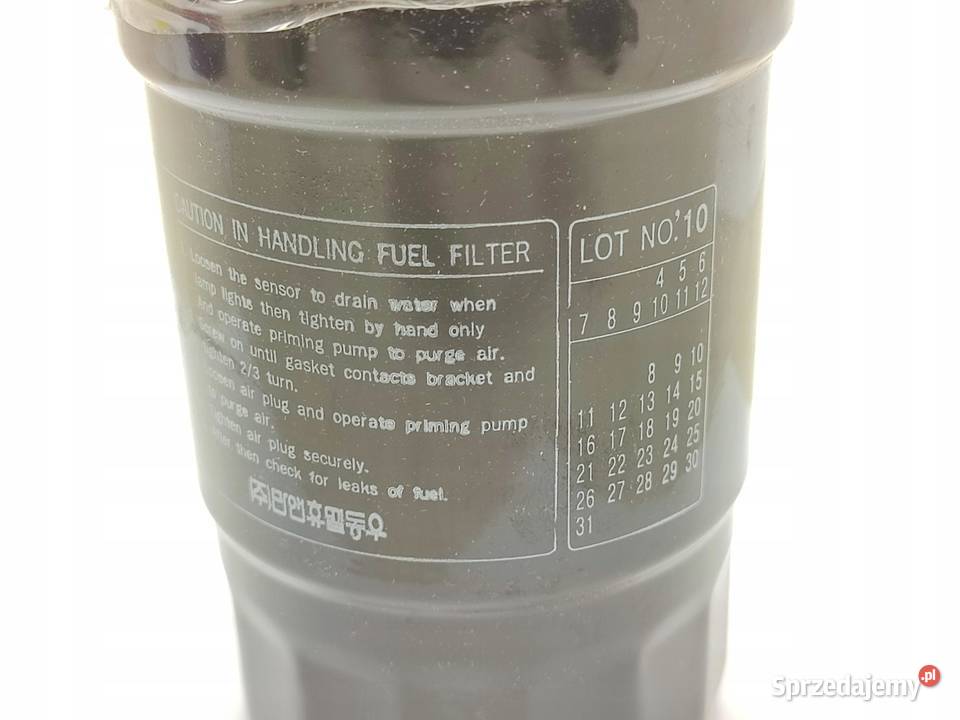 CAUTION IN HANDLING FUEL FILTER
Loosen the sensor to drain water when
lamp lights then tighten by hand only
And operate priming pump to purge air.
Screw on until gasket contacts bracket and
tighten 2/3 turn.
Loosen air plug and operate priming pump
to purge air.
Tighten air plug securely.
then check for leaks of fuel.
LOT NO.'10
4 5 6
7 8 9 10 11 12
8 9 10
11 12 13 14 15
16 17 18 19 20
21 22 23 24 25
26 27 28 29 30
31
Sprzedajemy.pl